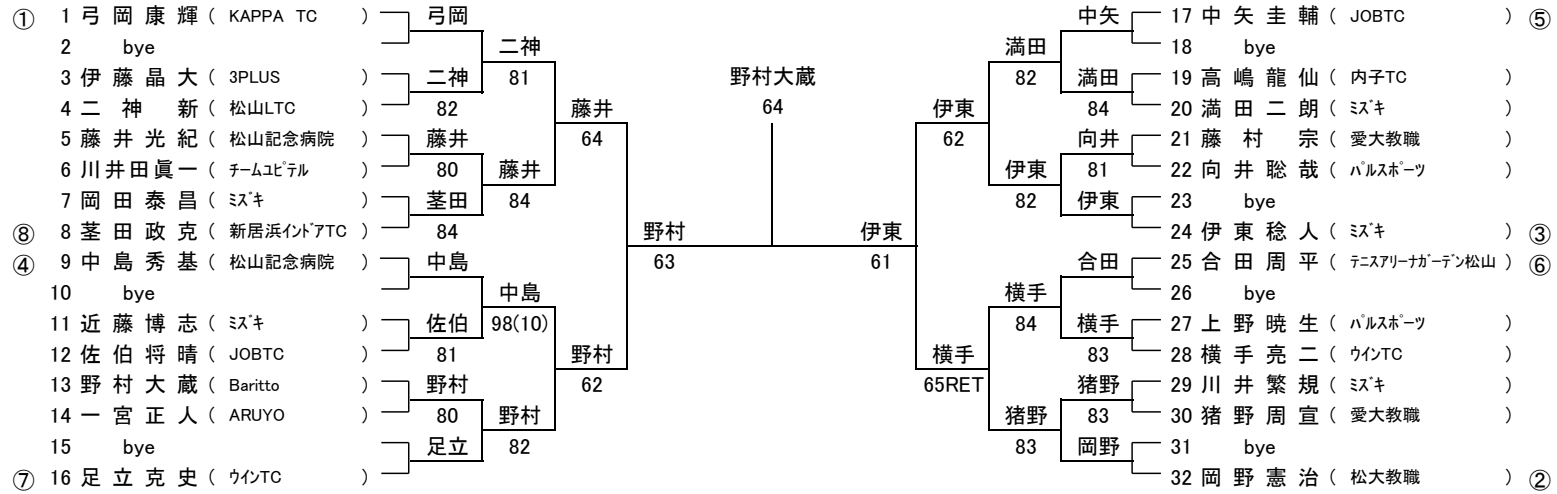 ① 1 弓岡康輝 ( KAPPA TC ) 弓岡 中矢 17 中矢圭輔 ( JOBTC ) ⑤
2 bye 二神 満田 18 bye
3 伊藤晶大 ( 3PLUS ) 二神 81 野村大蔵 82 満田 19 高嶋龍仙 ( 内子TC )
4 二神 新 ( 松山LTC ) 82 藤井 64 伊東 84 20 満田二朗 ( ミズキ )
5 藤井光紀 ( 松山記念病院 ) 藤井 64 62 向井 21 藤村 宗 ( 愛大教職 )
6 川井田眞一 ( チームユピテル ) 80 藤井 伊東 81 22 向井聡哉 ( パルスポーツ )
7 岡田泰昌 ( ミズキ ) 茎田 84 82 伊東 23 bye
⑧ 8 茎田政克 ( 新居浜インドアTC ) 84 野村 伊東 24 伊東稔人 ( ミズキ ) ③
④ 9 中島秀基 ( 松山記念病院 ) 中島 63 61 合田 25 合田周平 ( テニスアリーナガーデン松山 ) ⑥
10 bye 中島 横手 26 bye
11 近藤博志 ( ミズキ ) 佐伯 98(10) 84 横手 27 上野暁生 ( パルスポーツ )
12 佐伯将晴 ( JOBTC ) 81 野村 横手 83 28 横手亮二 ( ウインTC )
13 野村大蔵 ( Baritto ) 野村 62 65RET 猪野 29 川井繁規 ( ミズキ )
14 一宮正人 ( ARUYO ) 80 野村 猪野 83 30 猪野周宣 ( 愛大教職 )
15 bye 足立 82 83 岡野 31 bye
⑦ 16 足立克史 ( ウインTC ) 32 岡野憲治 ( 松大教職 ) ②